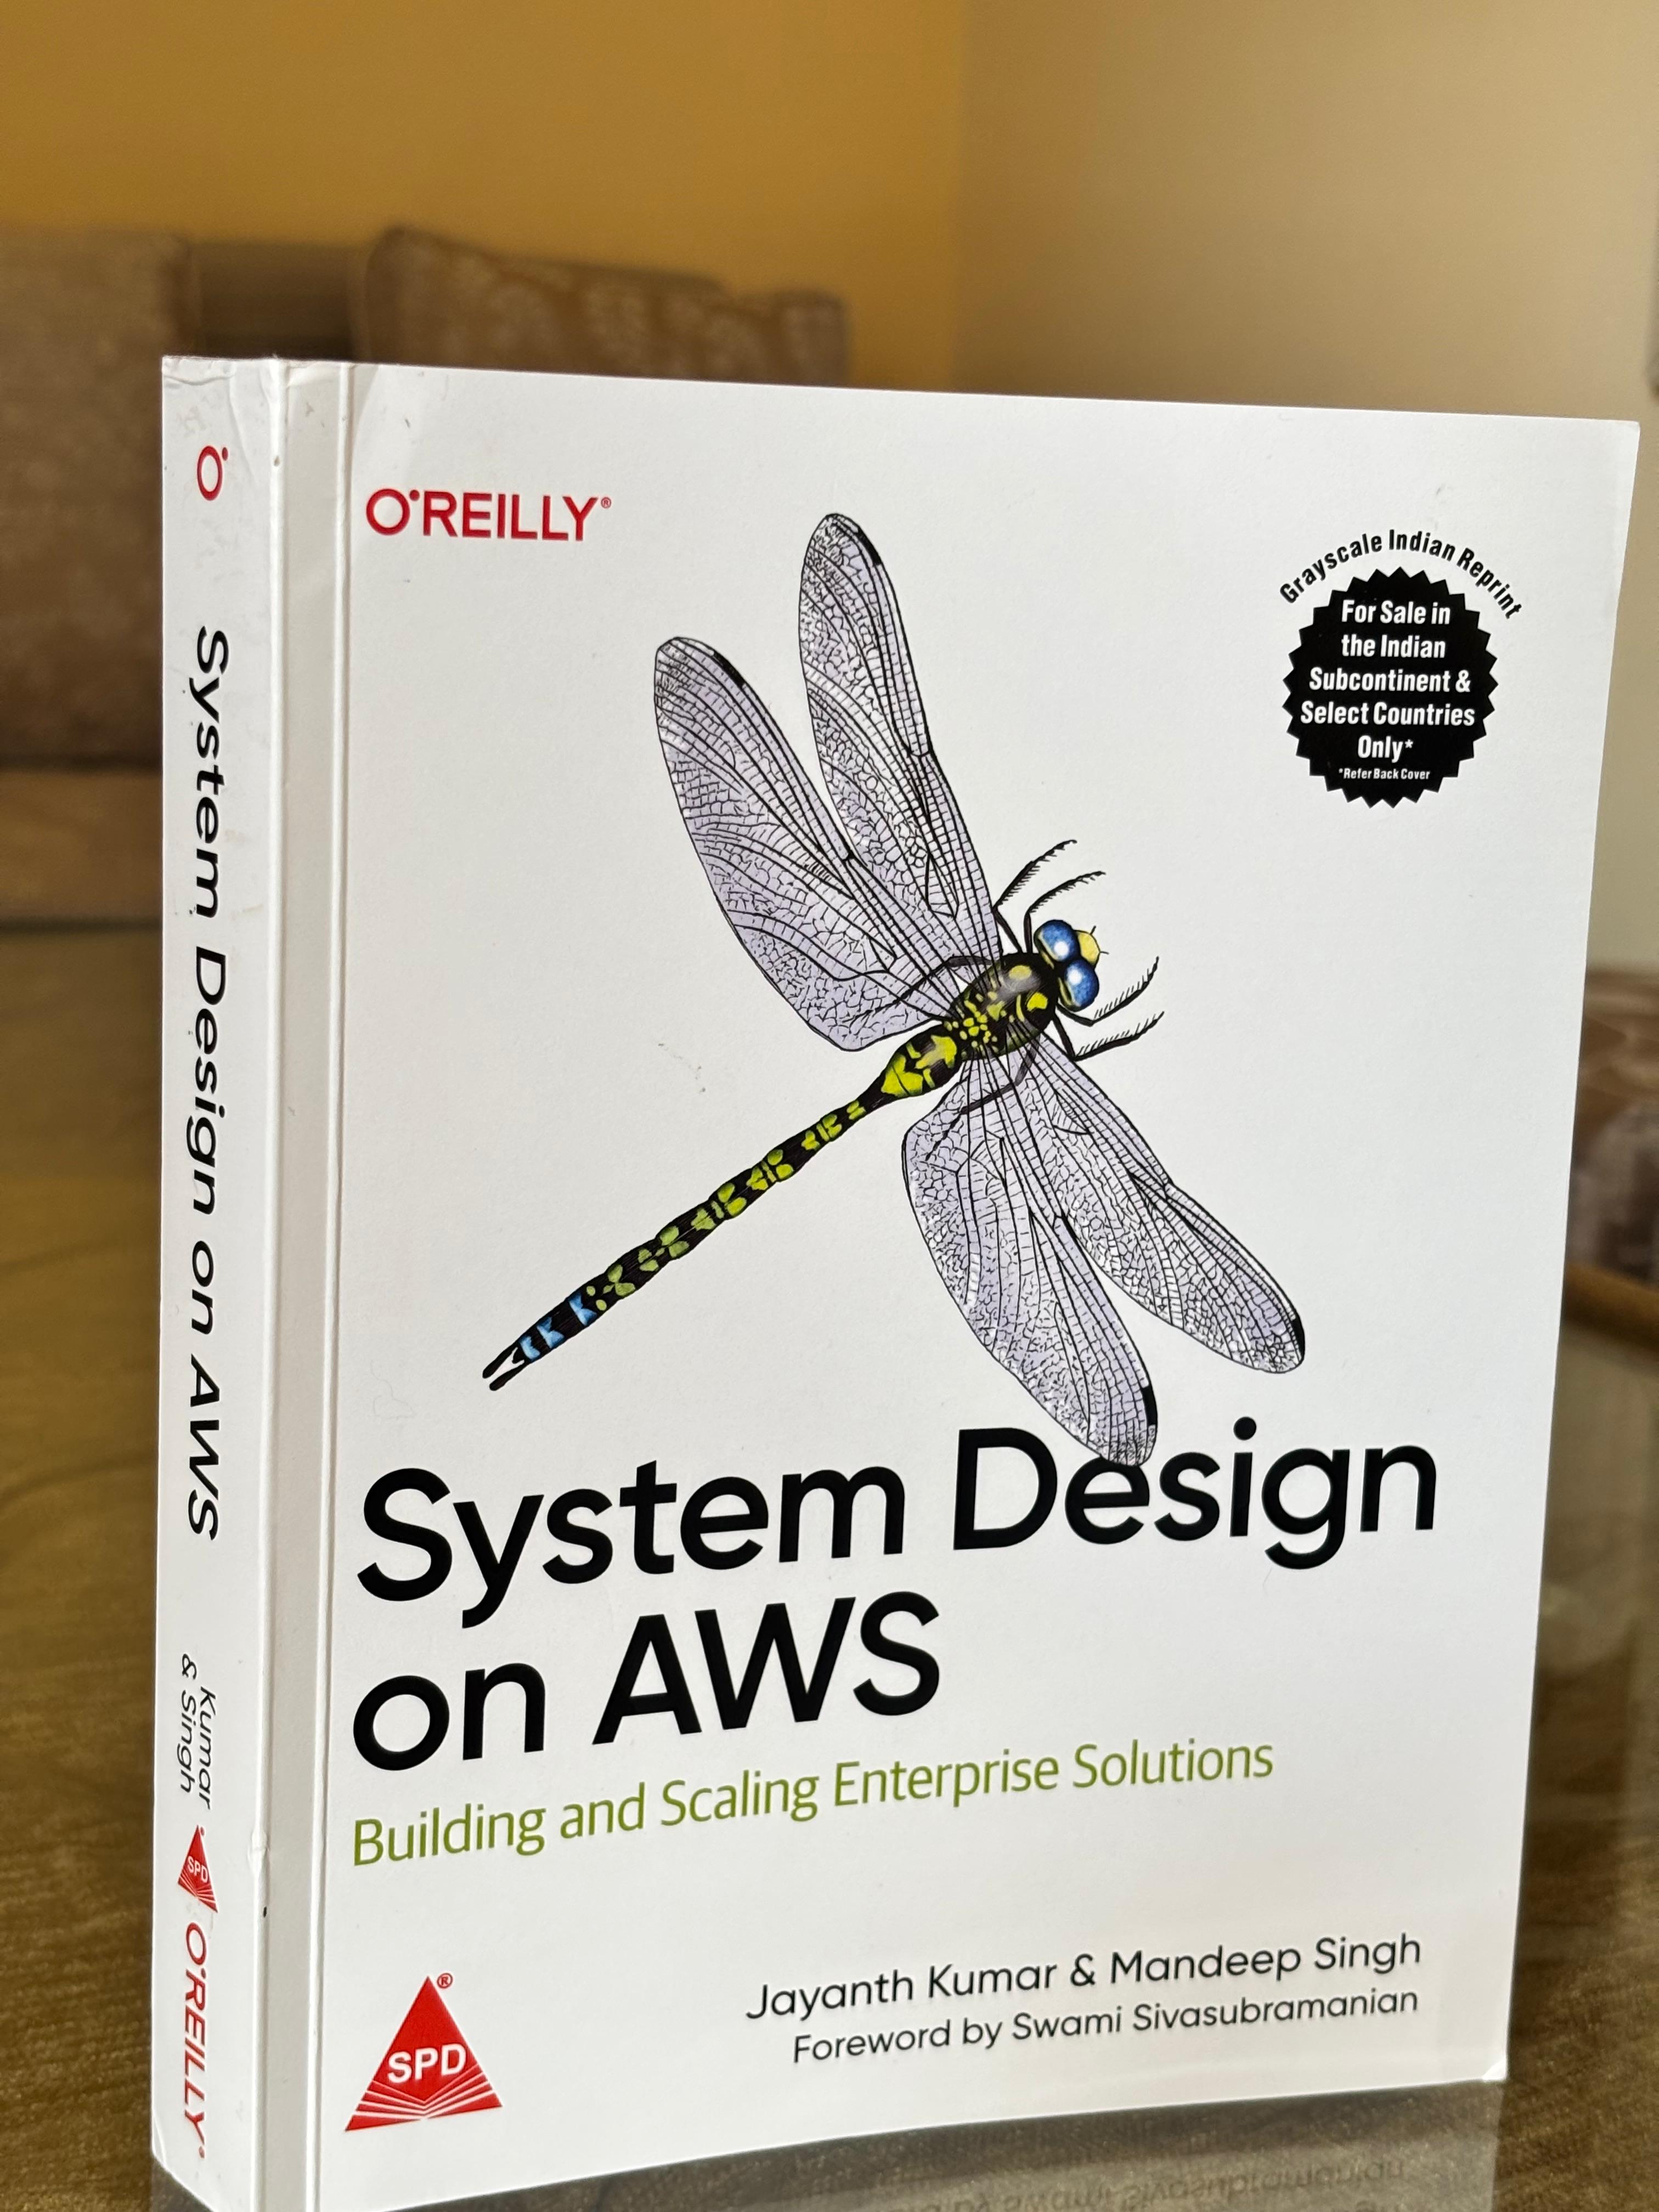 O'REILLY®
Grayscale Indian Reprint
For Sale in
the Indian
Subcontinent &
Select Countries
Only*
*Refer Back Cover
System Design
on AWS
Building and Scaling Enterprise Solutions
Jayanth Kumar & Mandeep Singh
Foreword by Swami Sivasubramanian
SPD®
O
System Design on AWS
Kumar
& Singh
SPD
O'REILLY®